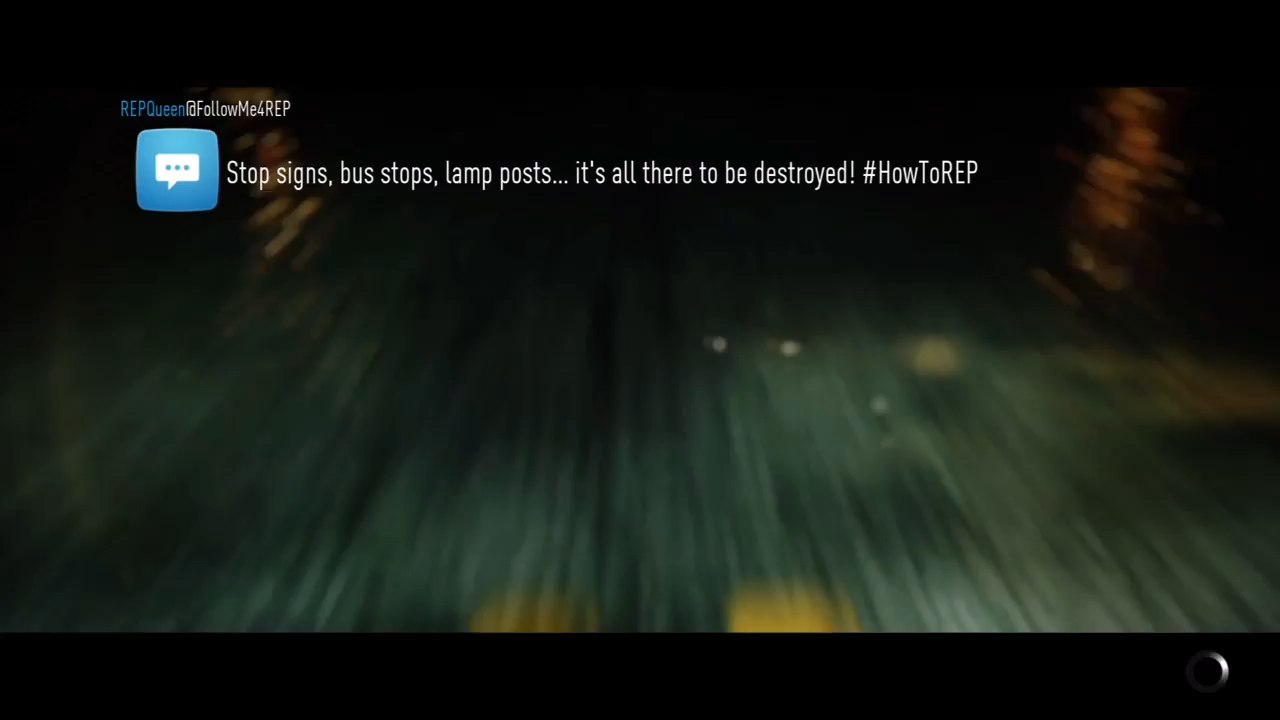 REPQueen@FollowMe4REP
Stop signs, bus stops, lamp posts... it's all there to be destroyed! #HowToREP